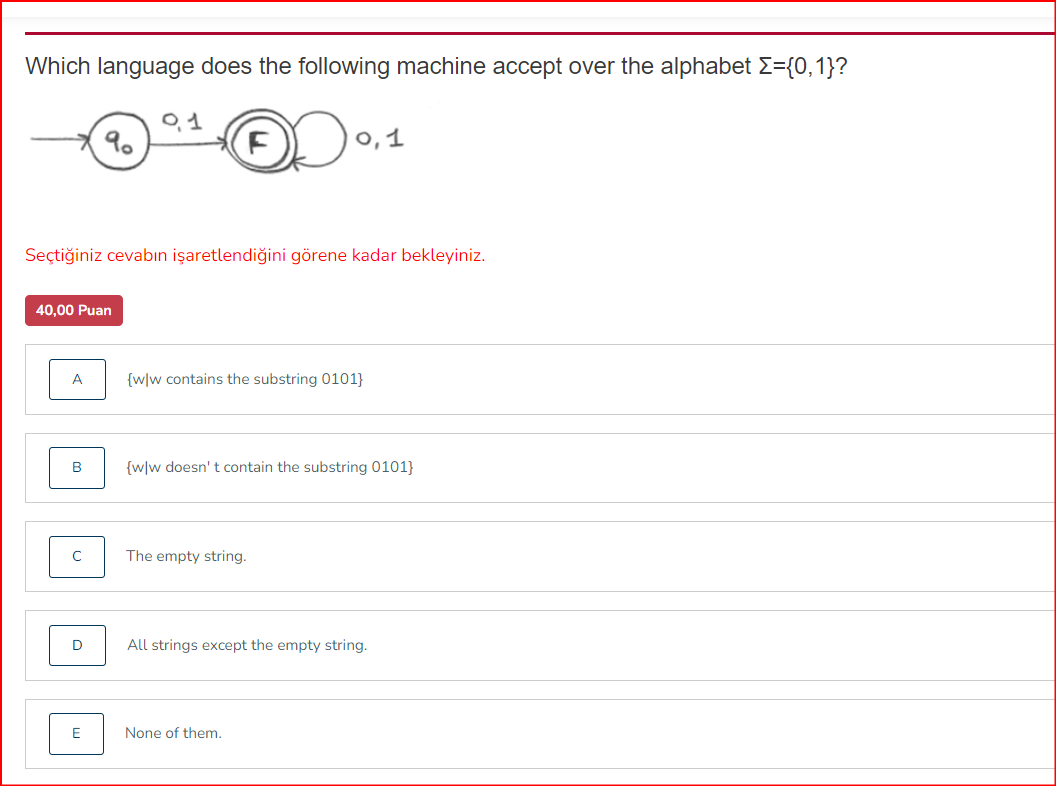 Which language does the following machine accept over the alphabet Σ={0,1}?
q₀ 0,1 F 0,1
Seçtiğiniz cevabın işaretlendiğini görene kadar bekleyiniz.
40,00 Puan
A {w|w contains the substring 0101}
B {w|w doesn' t contain the substring 0101}
C The empty string.
D All strings except the empty string.
E None of them.